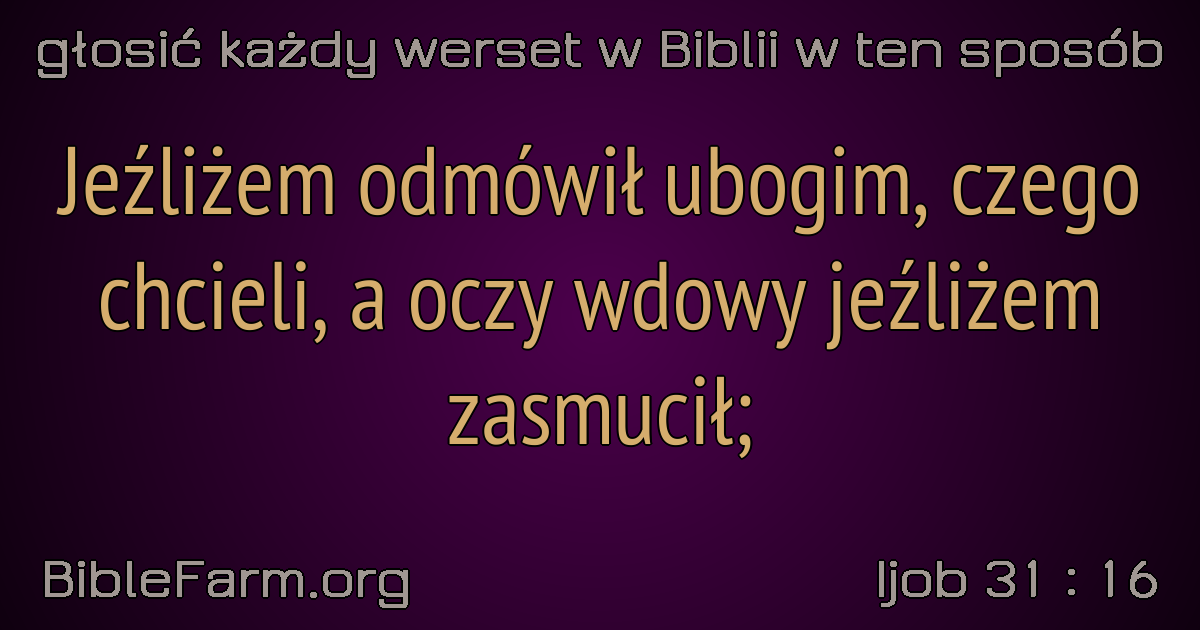 głosić każdy werset w Biblii w ten sposób
Jeźliżem odmówił ubogim, czego
chcieli, a oczy wdowy jeźliżem
zasmucił;
BibleFarm.org
Ijob 31 : 16